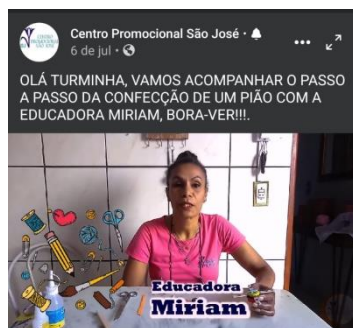 Centro Promocional São José
6 de jul
OLÁ TURMINHA, VAMOS ACOMPANHAR O PASSO
A PASSO DA CONFECÇÃO DE UM PIÃO COM A
EDUCADORA MIRIAM, BORA-VER!!!.
Educadora
Miriam